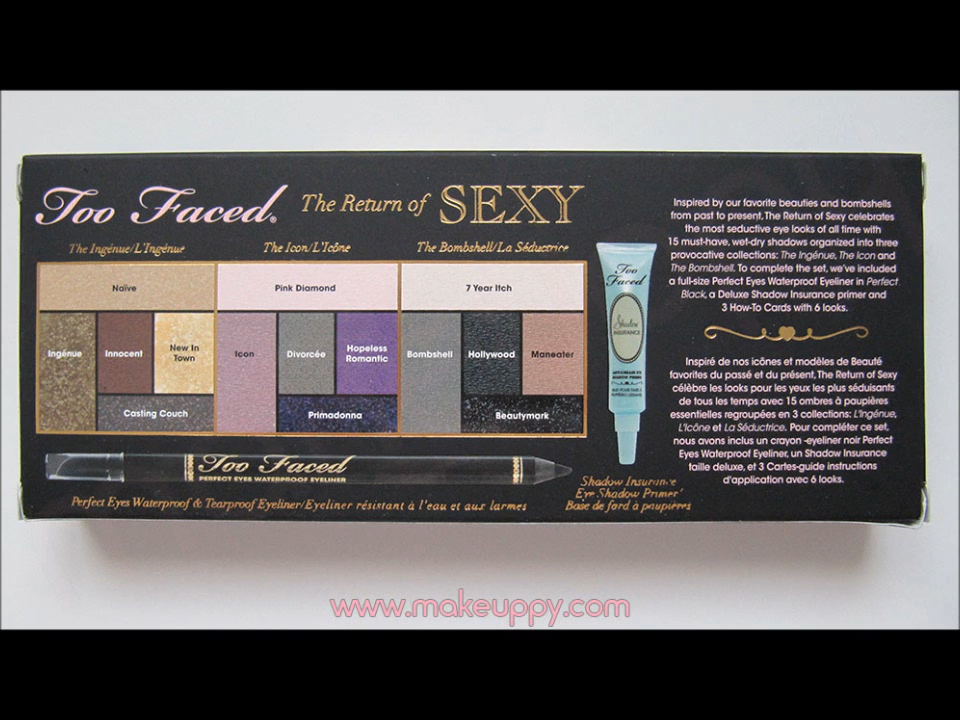 Too Faced.
The Return of SEXY
The Ingénue/L'Ingénue
The Icon/L'Icône
The Bombshell/La Séductrice
Naïve
Pink Diamond
7 Year Itch
Ingénue
Innocent
New In
Town
Icon
Divorcée
Hopeless
Romantic
Bombshell
Hollywood
Maneater
Casting Couch
Primadonna
Beautymark
Too
Faced
Shadow
INSURANCE
Too Faced
PERFECT EYES WATERPROOF EYELINER
Perfect Eyes Waterproof & Tearproof Eyeliner/Eyeliner résistant à l'eau et aux larmes
Shadow Insurance
Eye Shadow Primer/
Base de fard à paupières
Inspired by our favorite beauties and bombshells
from past to present, The Return of Sexy celebrates
the most seductive eye looks of all time with
15 must-have, wet-dry shadows organized into three
provocative collections: The Ingénue, The Icon and
The Bombshell. To complete the set, we've included
a full-size Perfect Eyes Waterproof Eyeliner in Perfect
Black, a Deluxe Shadow Insurance primer and
3 How-To Cards with 6 looks.
Inspiré de nos icônes et modèles de Beauté
favorites du passé et du présent, The Return of Sexy
célèbre les looks pour les yeux les plus séduisants
de tous les temps avec 15 ombres à paupières
essentielles regroupées en 3 collections: L'Ingénue,
L'Icône et La Séductrice. Pour compléter ce set,
nous avons inclus un crayon -eyeliner noir Perfect
Eyes Waterproof Eyeliner, un Shadow Insurance
taille deluxe, et 3 Cartes-guide instructions
d'application avec 6 looks.
www.makeuppy.com